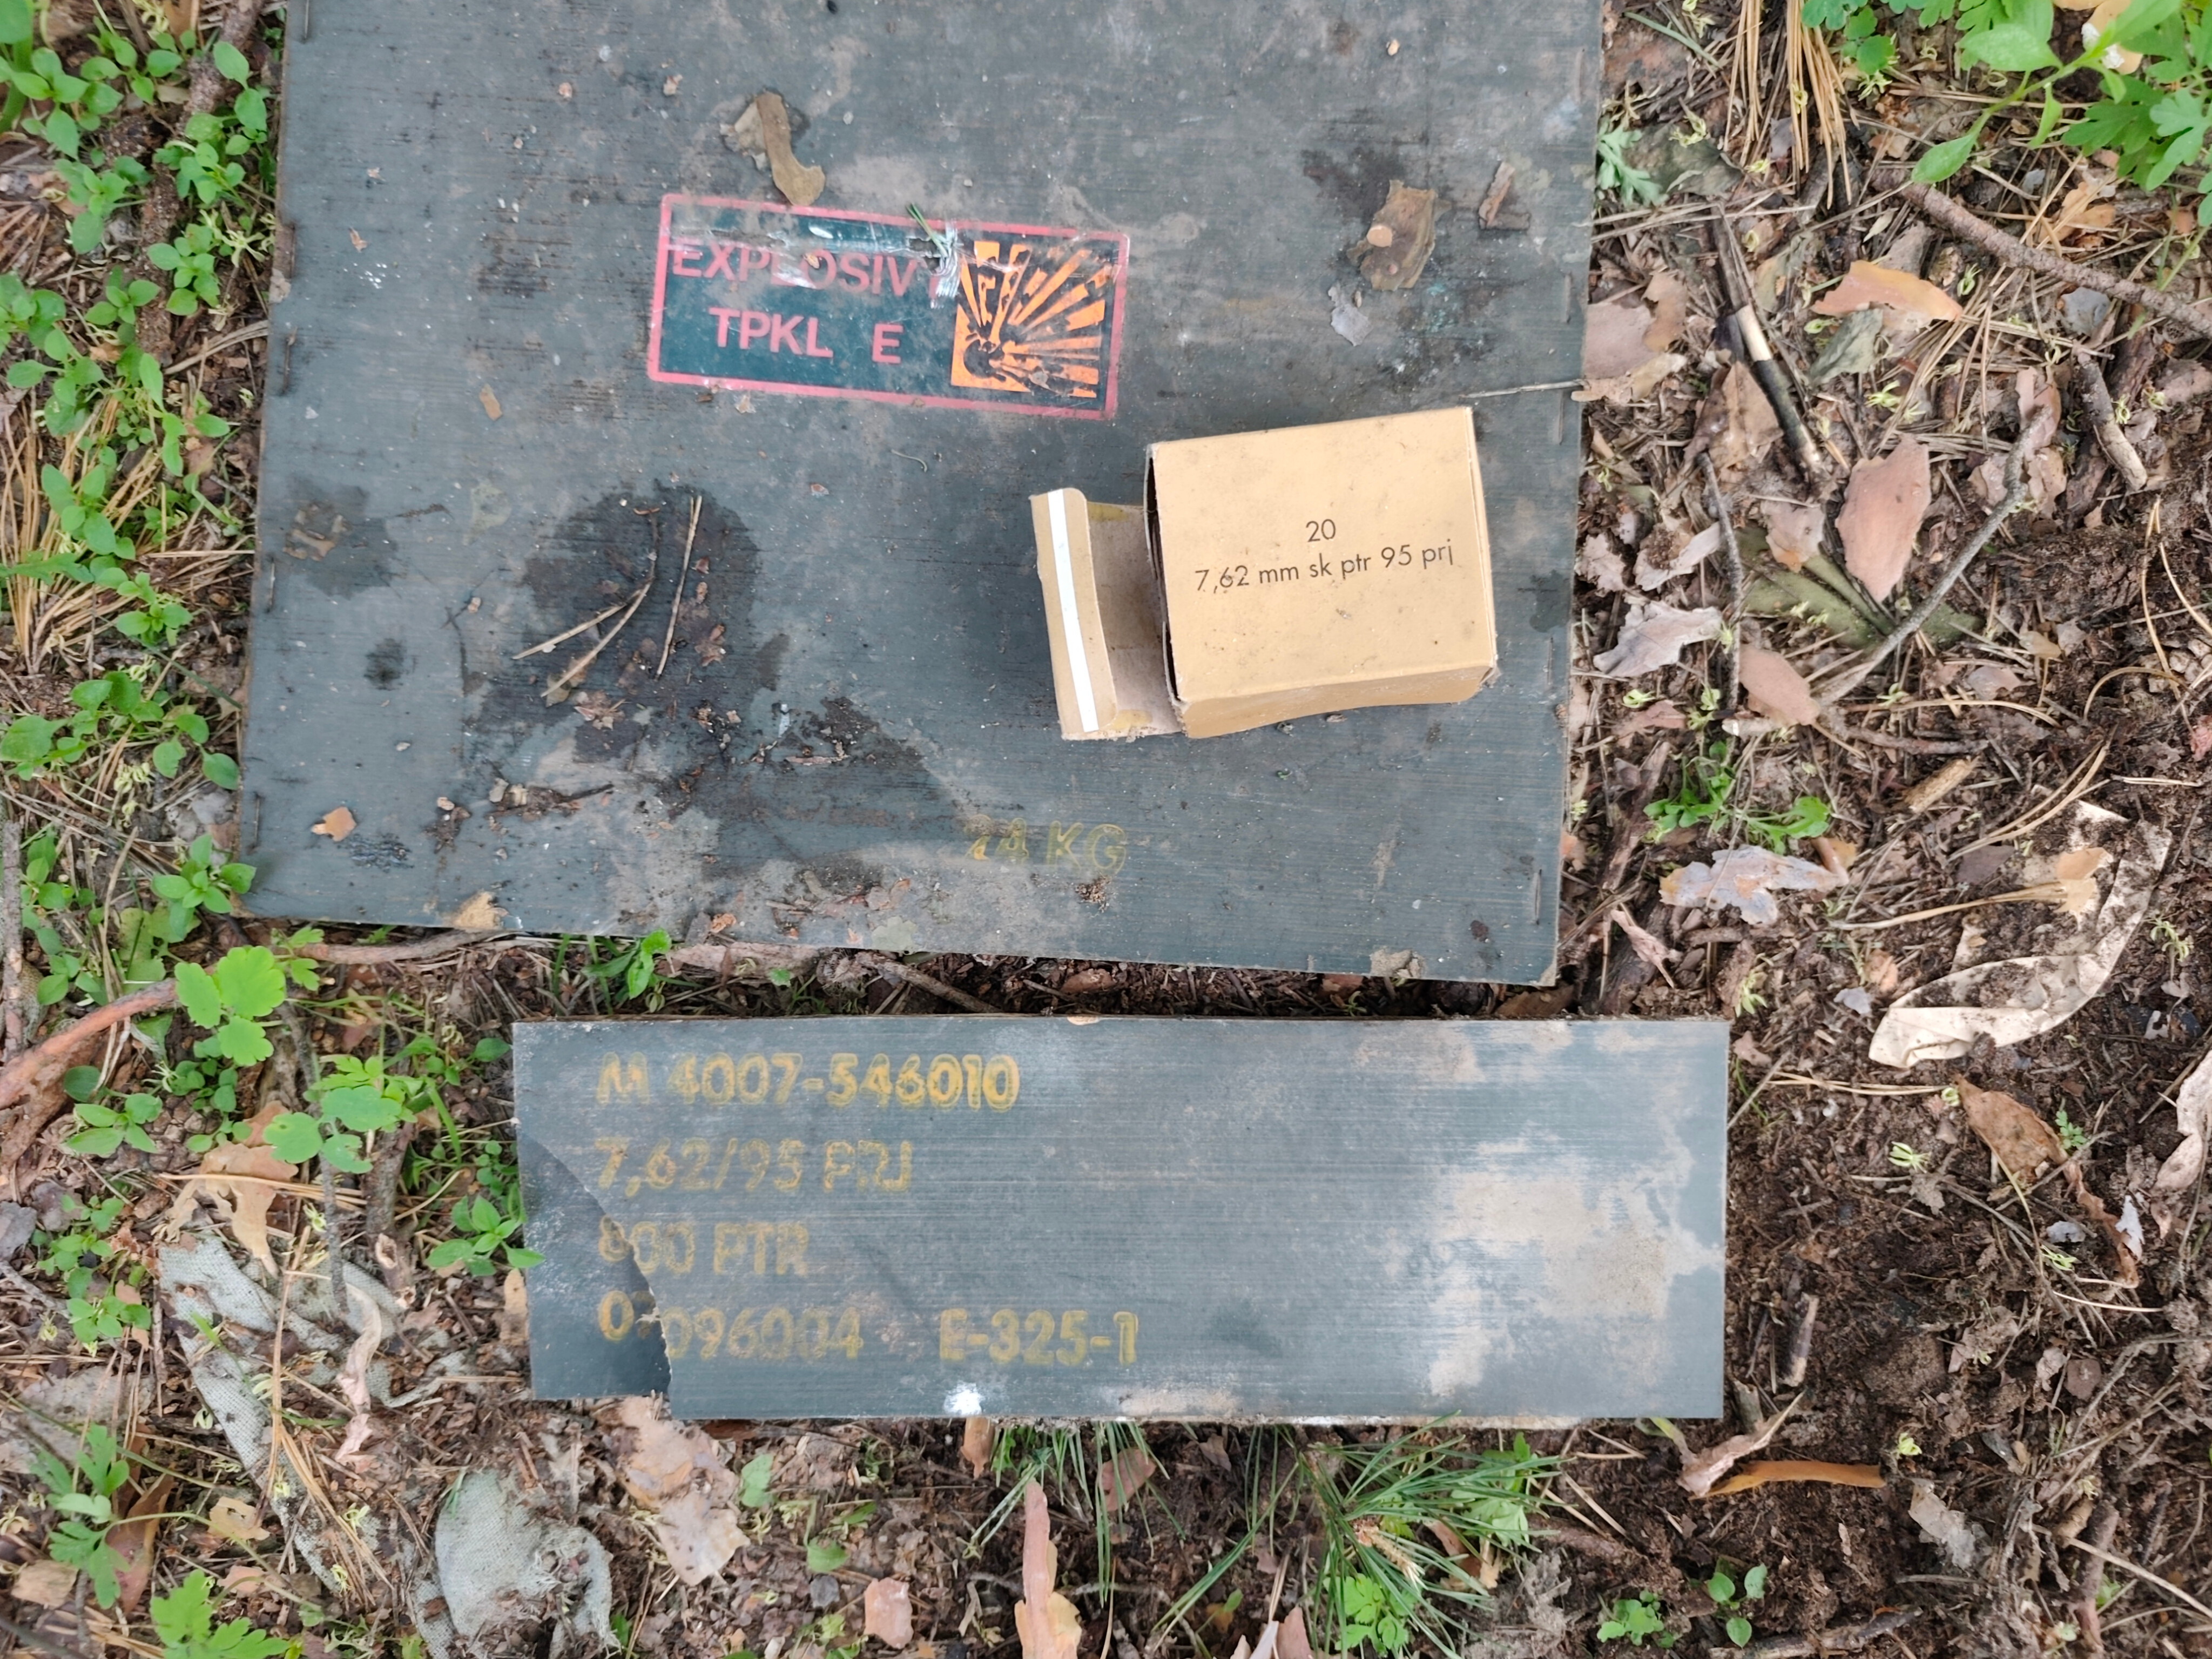 EXPLOSIV
TPKL E
20
7,62 mm sk ptr 95 prj
24 KG
M 4007-546010
7,62/95 PRJ
800 PTR
E-325-1